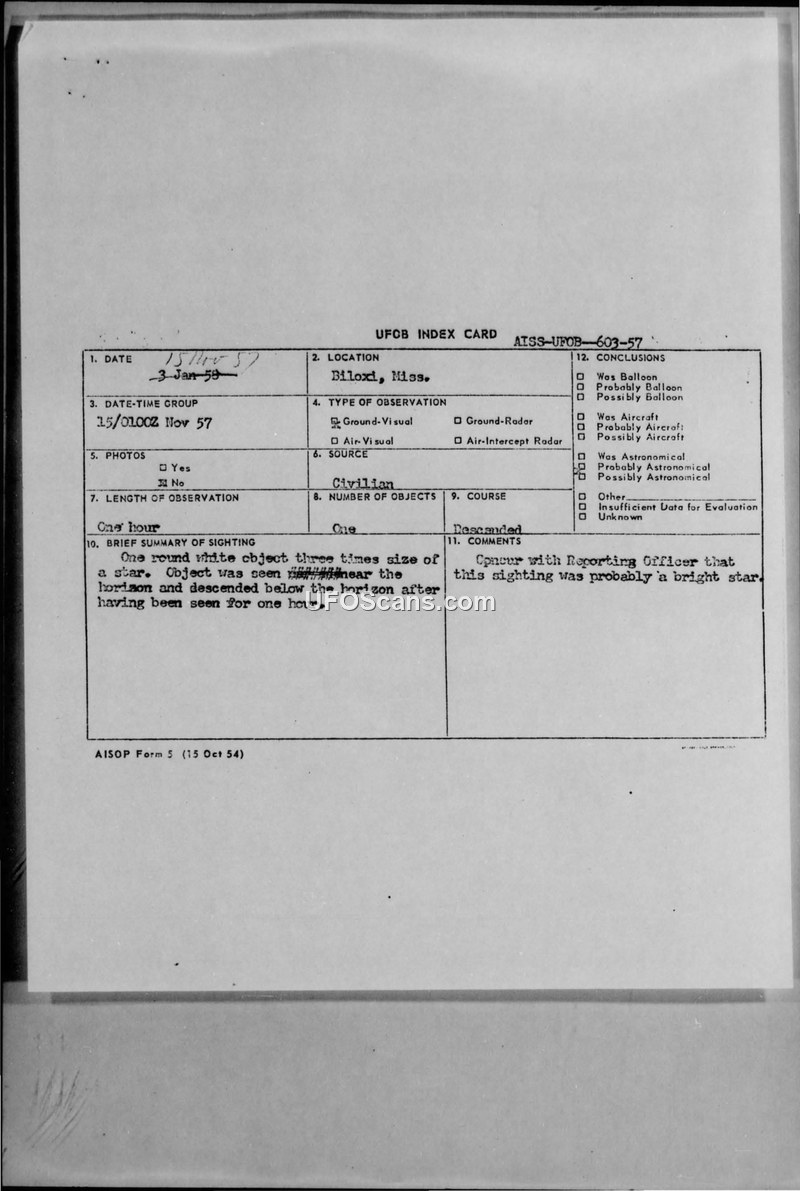 UFOB INDEX CARD AISS-UFOB-603-57
1. DATE
15 Nov 57
3 Jan 58
2. LOCATION
Biloxi, Miss.
3. DATE-TIME GROUP
15/0100Z Nov 57
4. TYPE OF OBSERVATION
Ground-Visual Ground-Radar
Air-Visual Air-Intercept Radar
5. PHOTOS
Yes
No
6. SOURCE
Civilian
7. LENGTH OF OBSERVATION
One hour
8. NUMBER OF OBJECTS
One
9. COURSE
Descended
10. BRIEF SUMMARY OF SIGHTING
One round white object three times size of
a star. Object was seen near the
horizon and descended below the horizon after
having been seen for one hour.
11. COMMENTS
Cpncur with Reporting Officer that
this sighting was probably a bright star.
12. CONCLUSIONS
Was Balloon
Probably Balloon
Possibly Balloon
Was Aircraft
Probably Aircraft
Possibly Aircraft
Was Astronomical
Probably Astronomical
Possibly Astronomical
Other
Insufficient Data for Evaluation
Unknown
UFOScans.com
AISOP Form 5 (15 Oct 54)